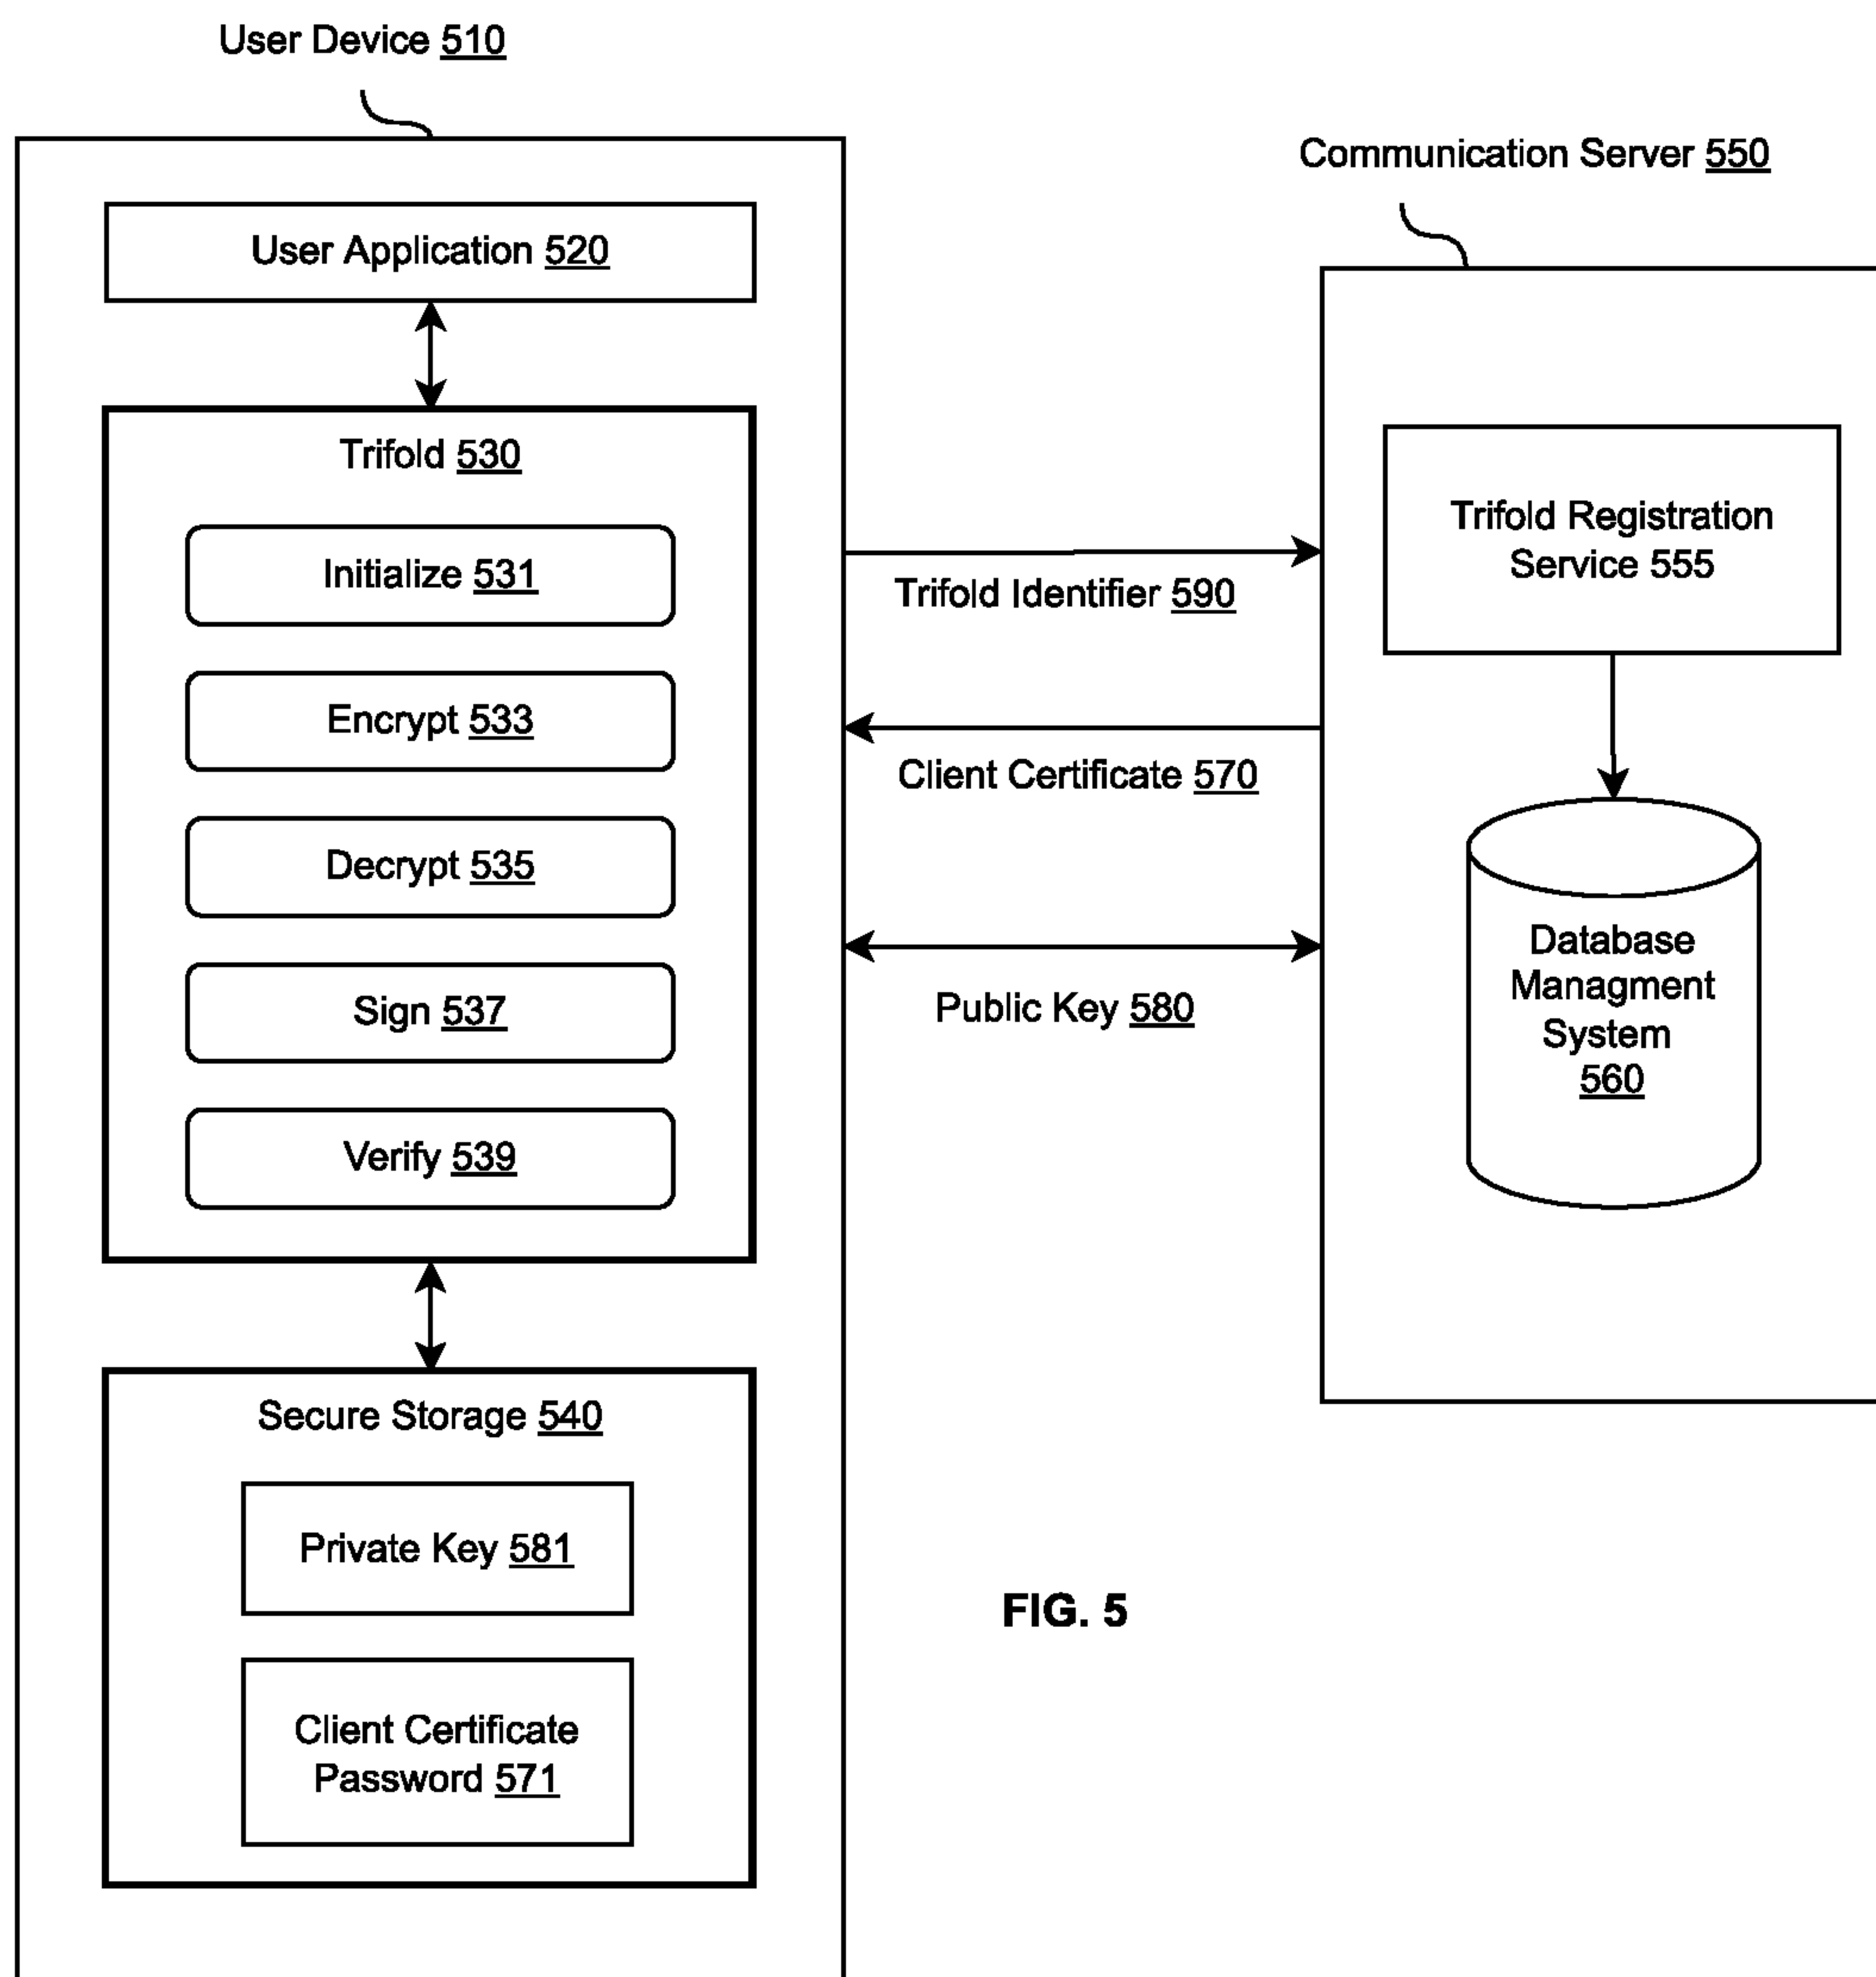 User Device 510
User Application 520
Trifold 530
Initialize 531
Encrypt 533
Decrypt 535
Sign 537
Verify 539
Secure Storage 540
Private Key 581
Client Certificate
Password 571
Trifold Identifier 590
Client Certificate 570
Public Key 580
Communication Server 550
Trifold Registration
Service 555
Database
Managment
System
560
FIG. 5